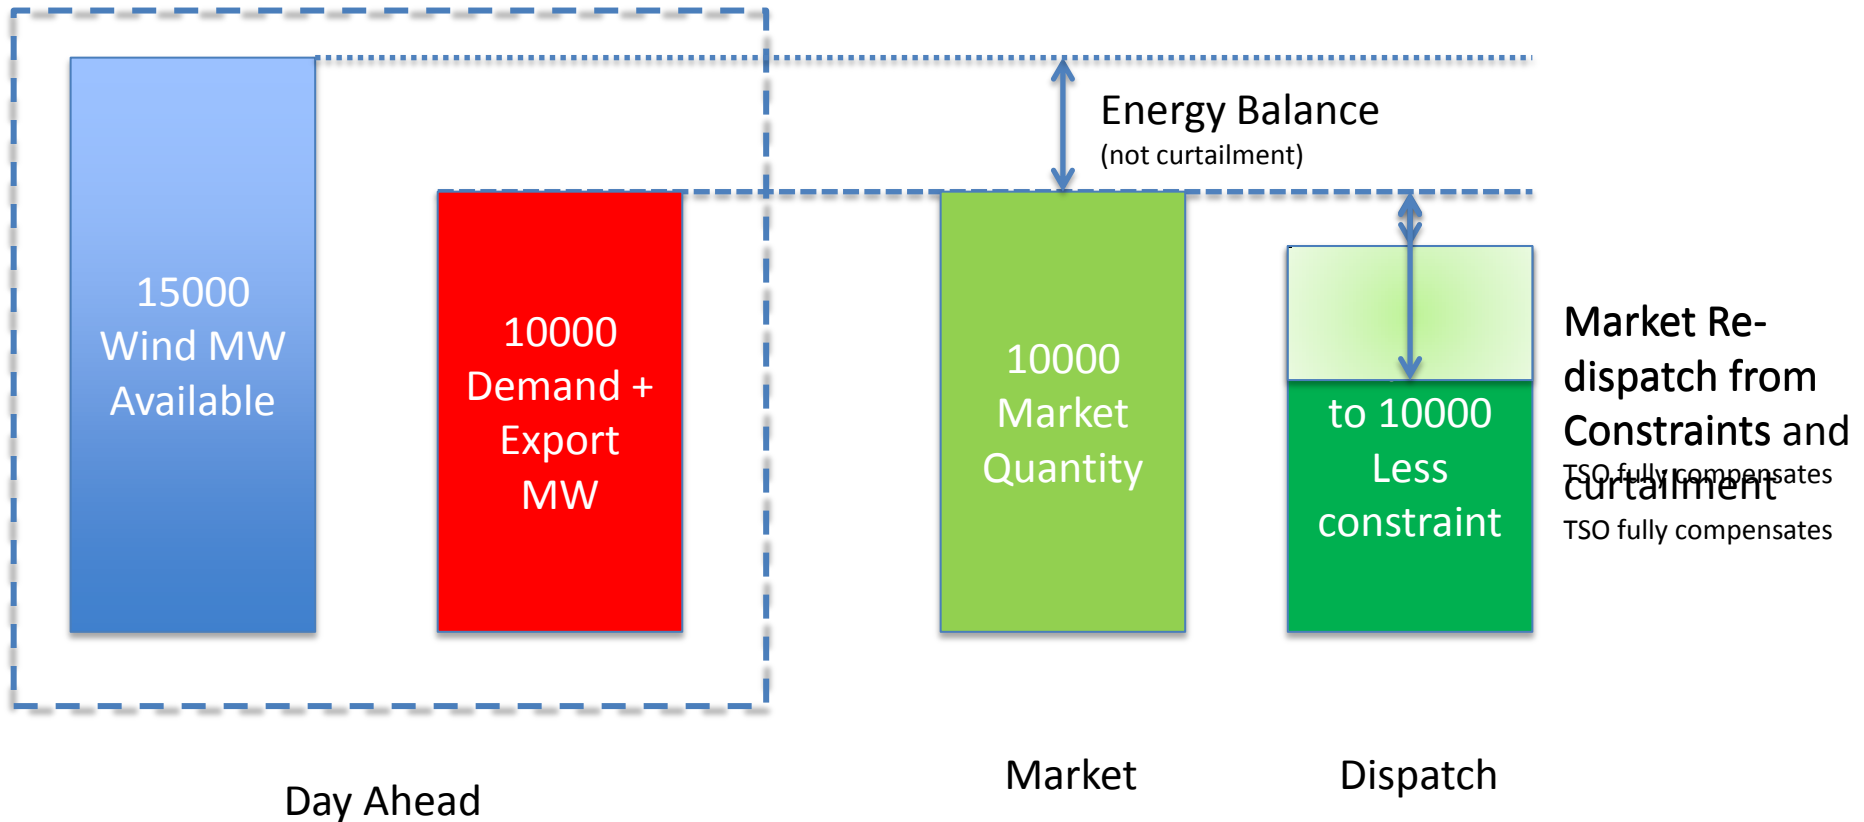 Energy Balance
(not curtailment)
15000
Wind MW
Available
10000
Demand +
Export
MW
10000
Market
Quantity
to 10000
Less
constraint
Market Re-
dispatch from
Constraints and
TSO fully compensates
curtailment
TSO fully compensates
Market
Dispatch
Day Ahead